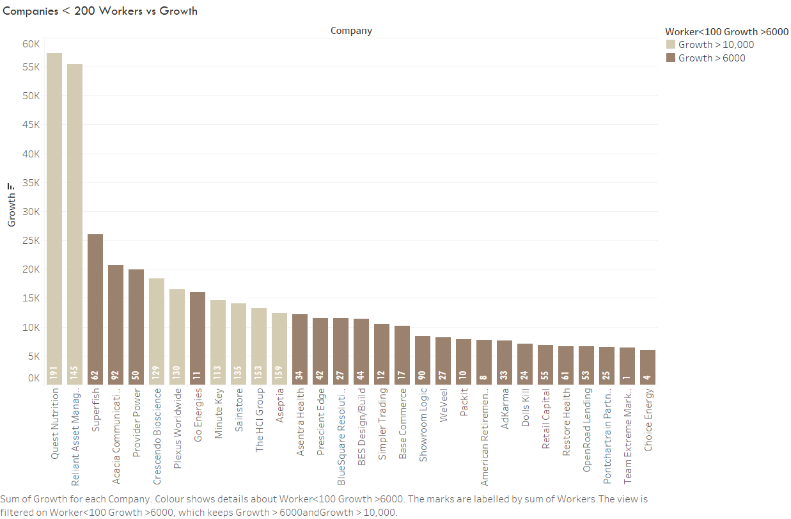 Companies < 200 Workers vs Growth
Company
Worker<100 Growth >6000
Growth > 10,000
Growth > 6000
Growth
60K
55K
50K
45K
40K
35K
30K
25K
20K
15K
10K
5K
0K
191
145
62
92
50
129
130
11
113
135
153
159
34
42
27
44
12
17
90
27
10
8
33
24
55
61
53
25
1
4
Quest Nutrition
Reliant Asset Manag..
Superfish
Acacia Communicati..
Provider Power
Crescendo Bioscience
Plexus Worldwide
Go Energies
Minute Key
Sainstore
The HCI Group
Aseptia
Asentra Health
Prescient Edge
BlueSquare Resoluti..
BES Design/Build
Simpler Trading
Base Commerce
Showroom Logic
WeVeel
Packit
American Retiremen..
AdKarma
Dolls Kill
Retail Capital
Restore Health
OpenRoad Lending
Pontchartrain Partn..
Team Extreme Mark..
Choice Energy
Sum of Growth for each Company. Colour shows details about Worker<100 Growth >6000. The marks are labelled by sum of Workers.The view is
filtered on Worker<100 Growth >6000, which keeps Growth > 6000andGrowth > 10,000.